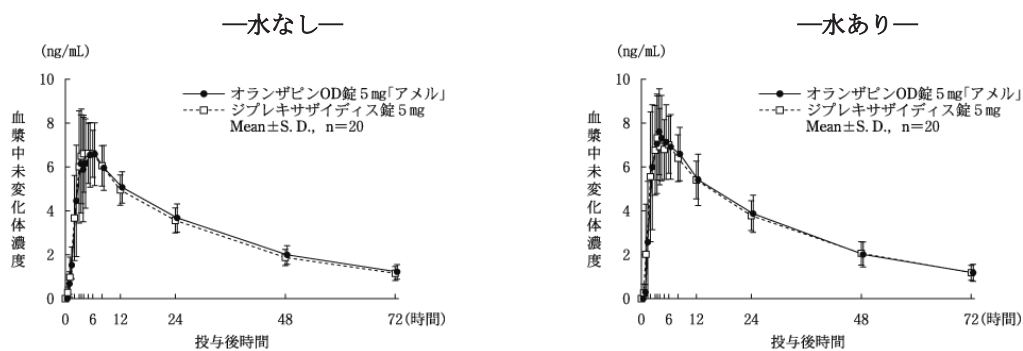 ―水なし―
(ng/mL)
10
8
6
4
2
0
血漿中未変化体濃度
オランザピンOD錠5mg「アメル」
ジプレキサザイディス錠5mg
Mean±S.D., n=20
0 6 12 24 48 72(時間)
投与後時間
―水あり―
(ng/mL)
10
8
6
4
2
0
血漿中未変化体濃度
オランザピンOD錠5mg「アメル」
ジプレキサザイディス錠5mg
Mean±S.D., n=20
0 6 12 24 48 72(時間)
投与後時間